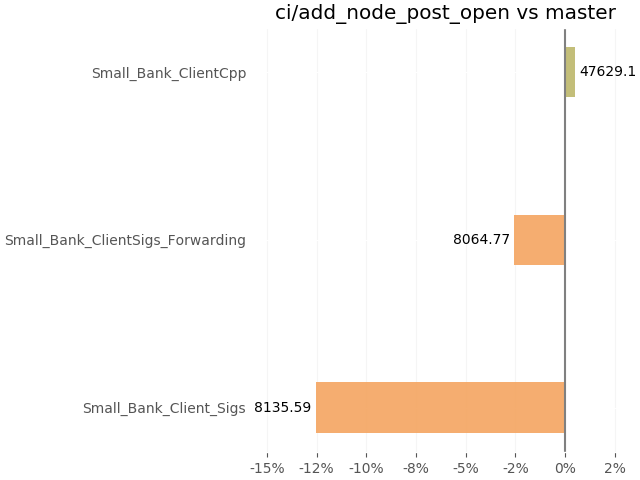 ci/add_node_post_open vs master
Small_Bank_ClientCpp
47629.1
Small_Bank_ClientSigs_Forwarding
8064.77
Small_Bank_Client_Sigs
8135.59
-15% -12% -10% -8% -5% -2% 0% 2%